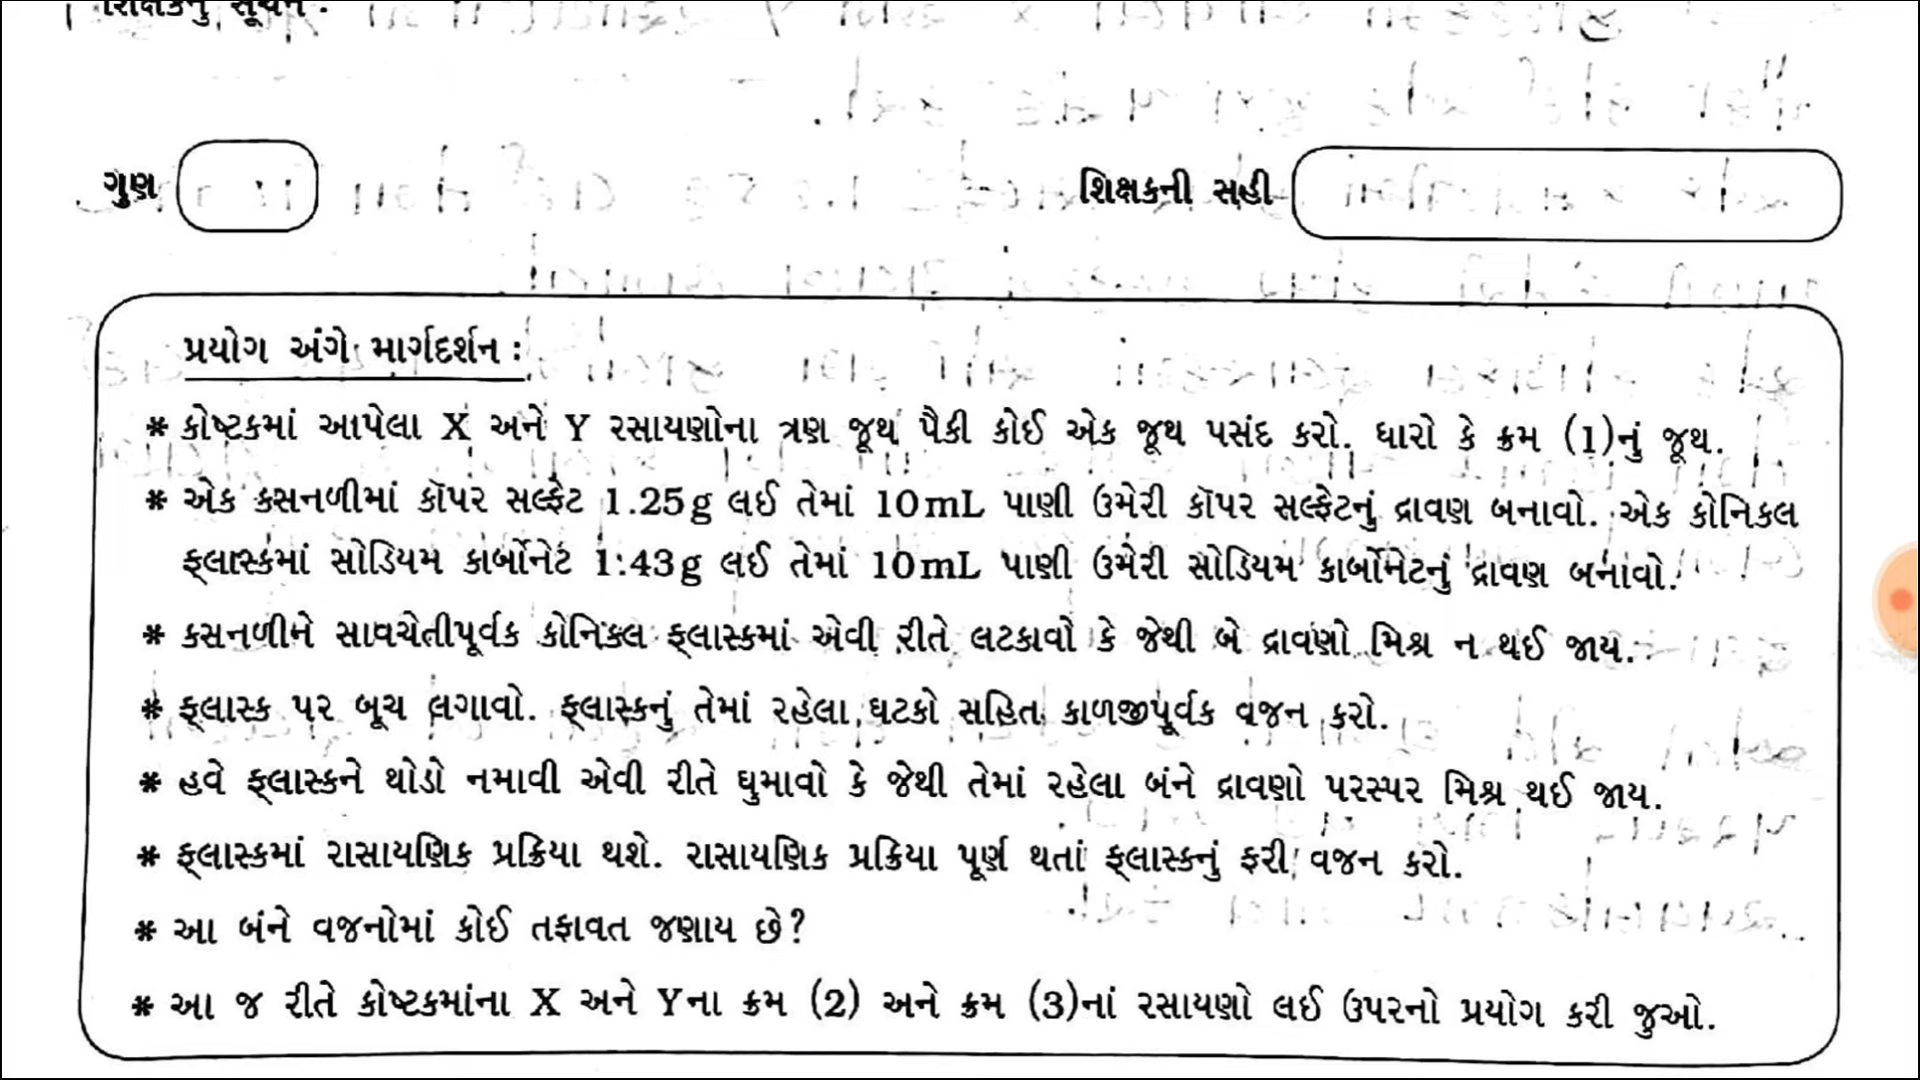 શિક્ષકનું સૂચન :
ગુણ
શિક્ષકની સહી
પ્રયોગ અંગે માર્ગદર્શન :
* કોષ્ટકમાં આપેલા X અને Y રસાયણોના ત્રણ જૂથ પૈકી કોઈ એક જૂથ પસંદ કરો. ધારો કે ક્રમ (1)નું જૂથ.
* એક કસનળીમાં કૉપર સલ્ફેટ 1.25g લઈ તેમાં 10mL પાણી ઉમેરી કૉપર સલ્ફેટનું દ્રાવણ બનાવો. એક કોનિકલ
ફ્લાસ્કમાં સોડિયમ કાર્બોનેટ 1:43g લઈ તેમાં 10mL પાણી ઉમેરી સોડિયમ કાર્બોનેટનું દ્રાવણ બનાવો.
* કસનળીને સાવચેતીપૂર્વક કોનિકલ ફ્લાસ્કમાં એવી રીતે લટકાવો કે જેથી બે દ્રાવણો મિશ્ર ન થઈ જાય.
* ફ્લાસ્ક પર બૂચ લગાવો. ફ્લાસ્કનું તેમાં રહેલા ઘટકો સહિત કાળજીપૂર્વક વજન કરો.
* હવે ફ્લાસ્કને થોડો નમાવી એવી રીતે ઘુમાવો કે જેથી તેમાં રહેલા બંને દ્રાવણો પરસ્પર મિશ્ર થઈ જાય.
* ફ્લાસ્કમાં રાસાયણિક પ્રક્રિયા થશે. રાસાયણિક પ્રક્રિયા પૂર્ણ થતાં ફ્લાસ્કનું ફરી વજન કરો.
* આ બંને વજનોમાં કોઈ તફાવત જણાય છે?
* આ જ રીતે કોષ્ટકમાંના X અને Yના ક્રમ (2) અને ક્રમ (3)નાં રસાયણો લઈ ઉપરનો પ્રયોગ કરી જુઓ.